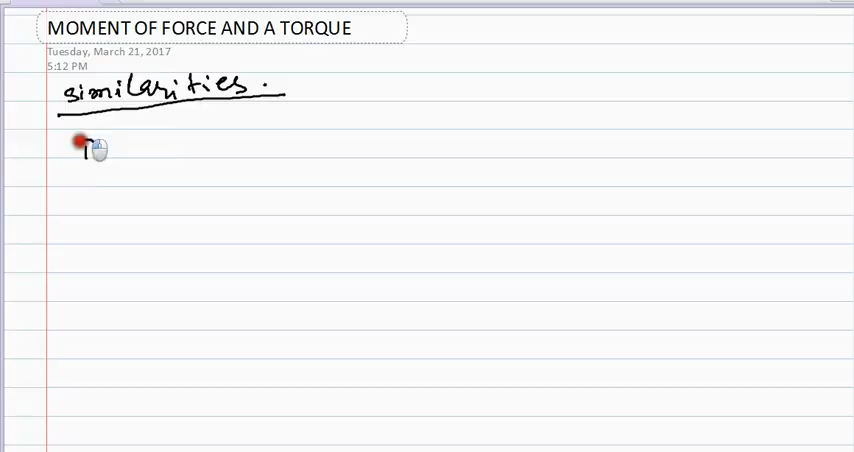 MOMENT OF FORCE AND A TORQUE
Tuesday, March 21, 2017
5:12 PM
similarities.